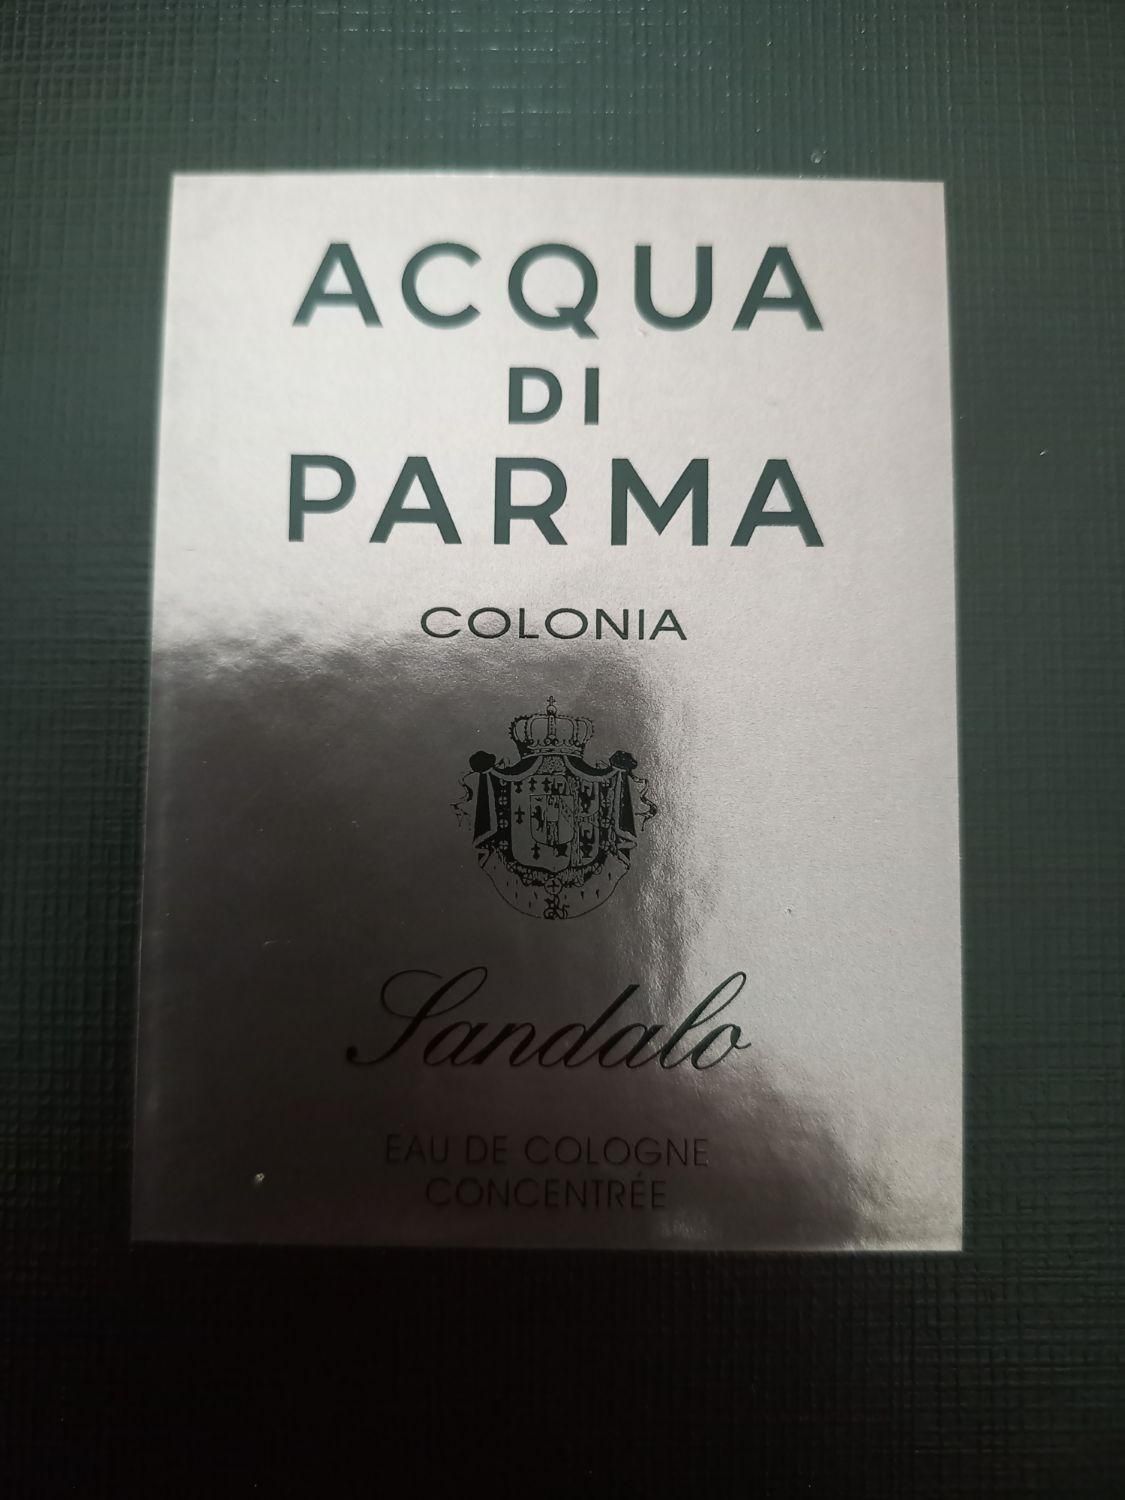 ACQUA
DI
PARMA
COLONIA
Sandalo
EAU DE COLOGNE
CONCENTRÉE